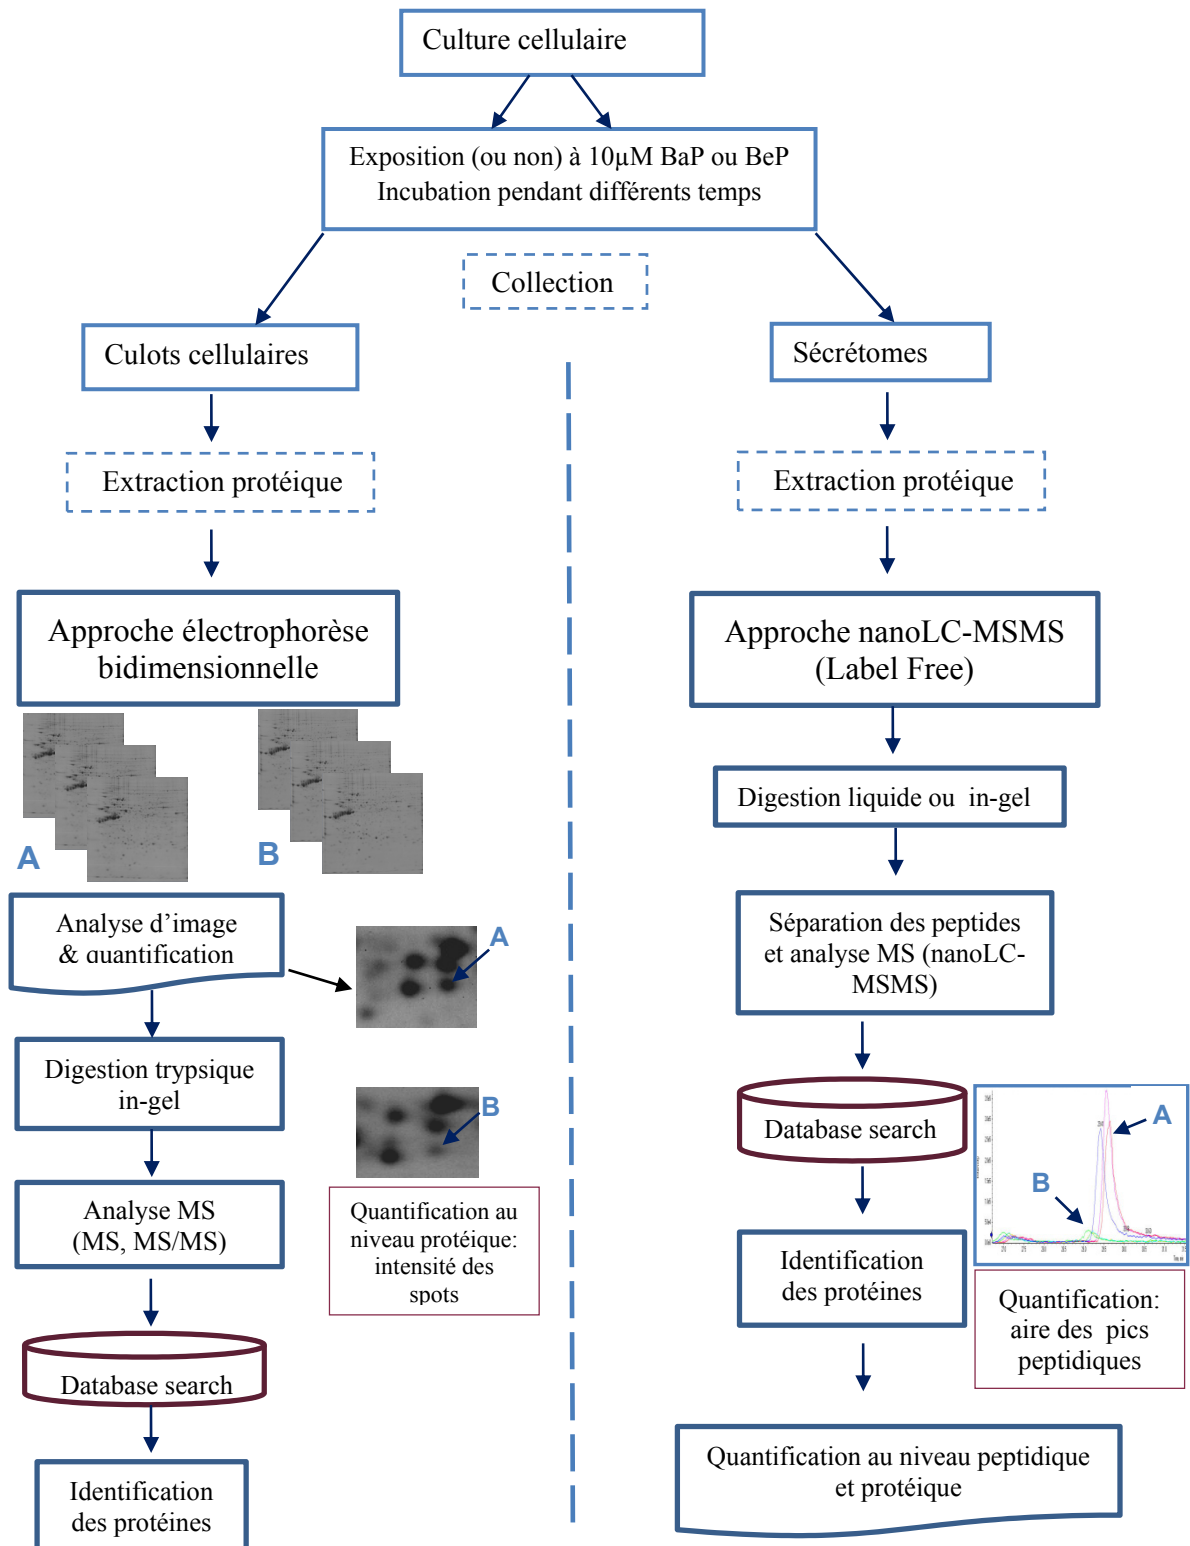 Culture cellulaire
Exposition (ou non) à 10µM BaP ou BeP
Incubation pendant différents temps
Collection
Culots cellulaires
Extraction protéique
Approche électrophorèse
bidimensionnelle
A
B
Analyse d’image
& quantification
A
B
Digestion trypsique
in-gel
Analyse MS
(MS, MS/MS)
Quantification au
niveau protéique:
intensité des
spots
Database search
Identification
des protéines
Sécrétomes
Extraction protéique
Approche nanoLC-MSMS
(Label Free)
Digestion liquide ou in-gel
Séparation des peptides
et analyse MS (nanoLC-
MSMS)
Database search
A
B
Identification
des protéines
Quantification:
aire des pics
peptidiques
Quantification au niveau peptidique
et protéique